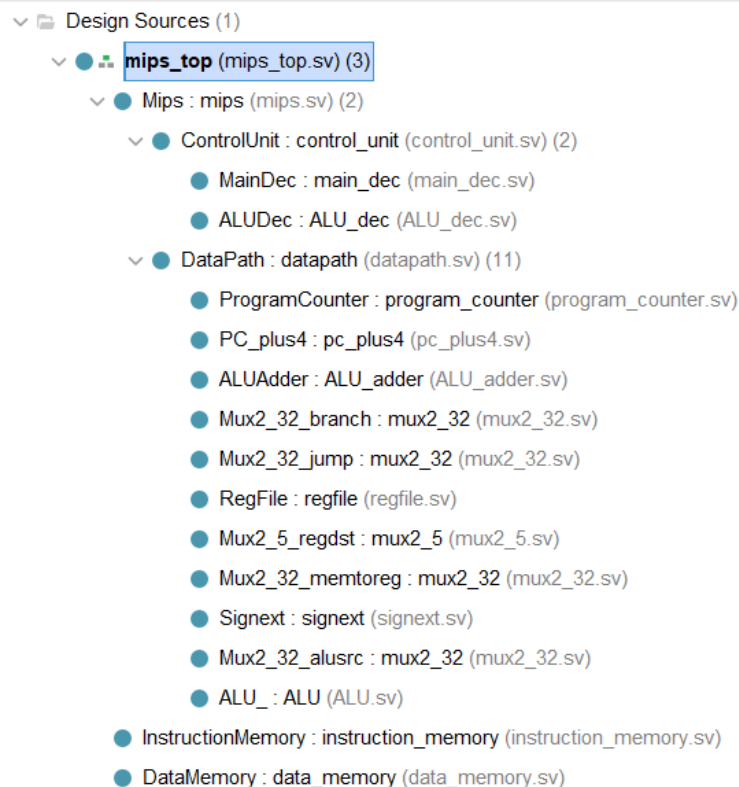 Design Sources (1)
mips_top (mips_top.sv) (3)
Mips : mips (mips.sv) (2)
ControlUnit : control_unit (control_unit.sv) (2)
MainDec : main_dec (main_dec.sv)
ALUDec : ALU_dec (ALU_dec.sv)
DataPath : datapath (datapath.sv) (11)
ProgramCounter : program_counter (program_counter.sv)
PC_plus4 : pc_plus4 (pc_plus4.sv)
ALUAdder : ALU_adder (ALU_adder.sv)
Mux2_32_branch : mux2_32 (mux2_32.sv)
Mux2_32_jump : mux2_32 (mux2_32.sv)
RegFile : regfile (regfile.sv)
Mux2_5_regdst : mux2_5 (mux2_5.sv)
Mux2_32_memtoreg : mux2_32 (mux2_32.sv)
Signext : signext (signext.sv)
Mux2_32_alusrc : mux2_32 (mux2_32.sv)
ALU_ : ALU (ALU.sv)
InstructionMemory : instruction_memory (instruction_memory.sv)
DataMemory : data_memory (data_memory.sv)